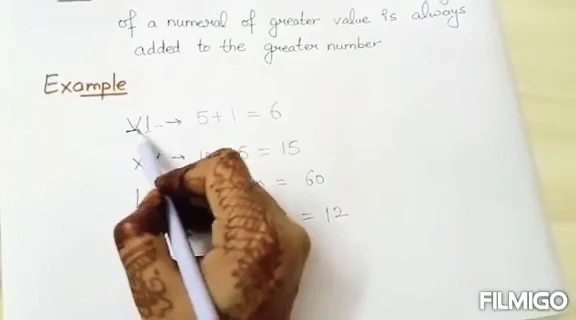 of a numeral of greater value is always
added to the greater number
Example
VI → 5+1 = 6
X → = 15
= 60
= 12
FILMIGO